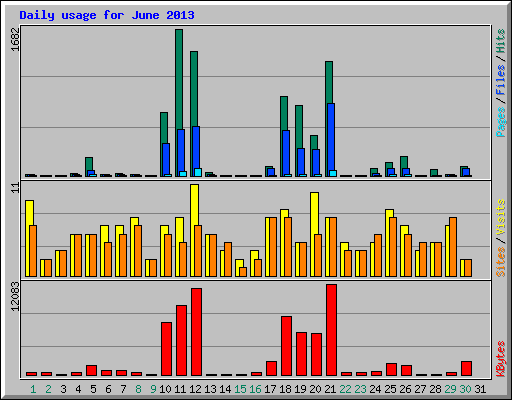 Daily usage for June 2013
1682
Pages / Files / Hits
11
Sites / Visits
12083
KBytes
1 2 3 4 5 6 7 8 9 10 11 12 13 14 15 16 17 18 19 20 21 22 23 24 25 26 27 28 29 30 31